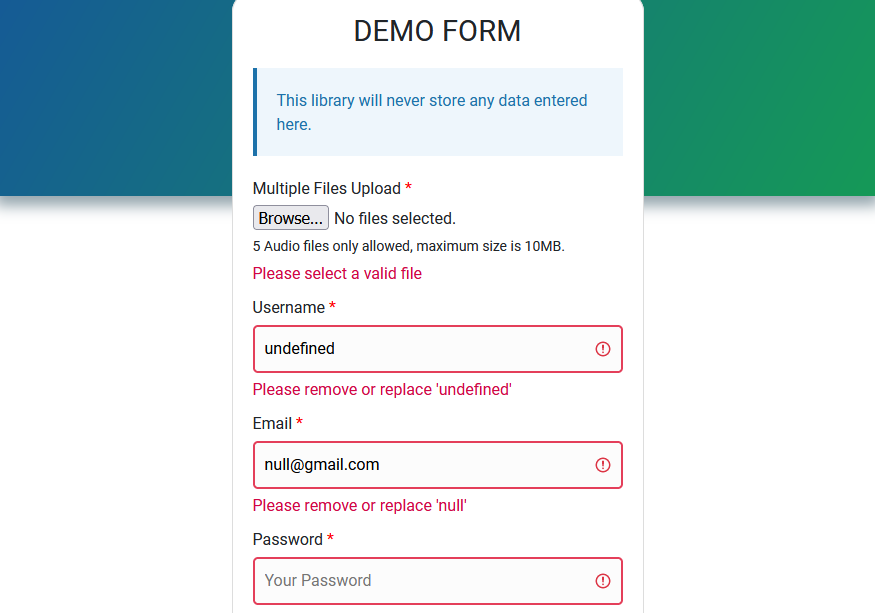 DEMO FORM
This library will never store any data entered
here.
Multiple Files Upload *
Browse... No files selected.
5 Audio files only allowed, maximum size is 10MB.
Please select a valid file
Username *
undefined
Please remove or replace 'undefined'
Email *
null@gmail.com
Please remove or replace 'null'
Password *
Your Password